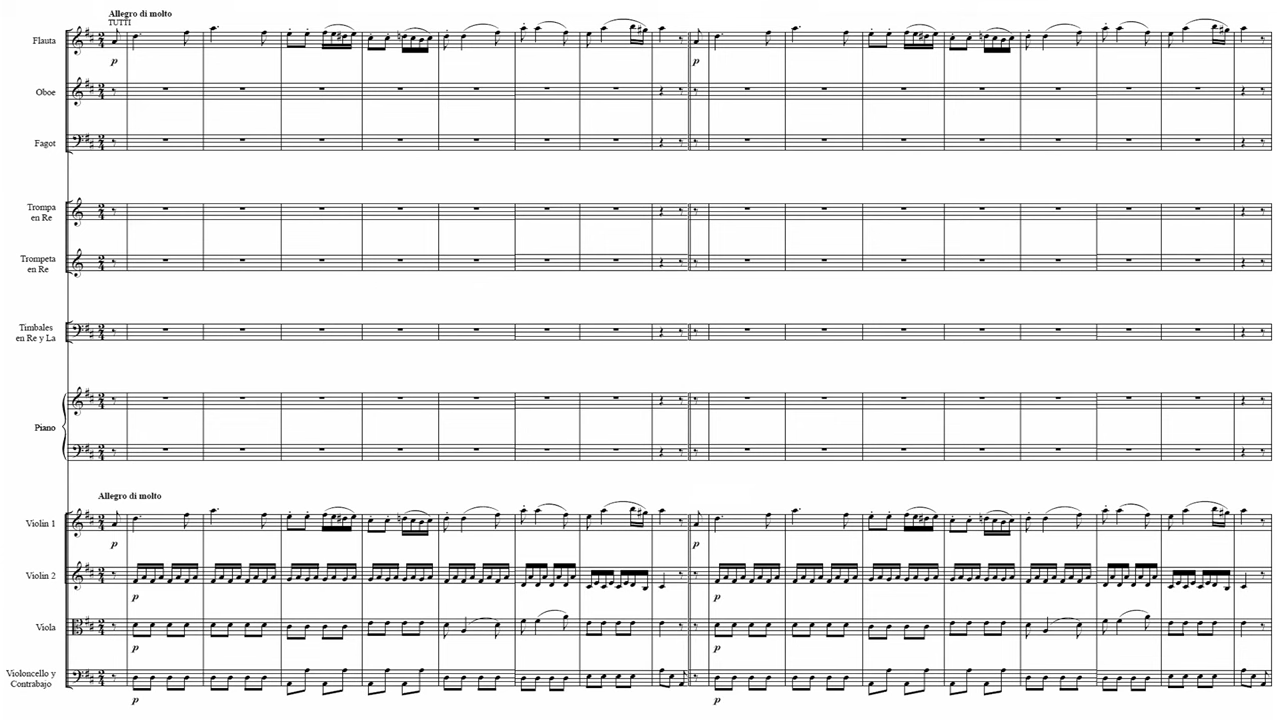 Allegro di molto
TUTTI
Flauta
p
p
Oboe
Fagot
Trompa
en Re
Trompeta
en Re
Timbales
en Re y La
Piano
Allegro di molto
Violin 1
p
p
Violin 2
p
p
Viola
p
p
Violoncello y
Contrabajo
p
p